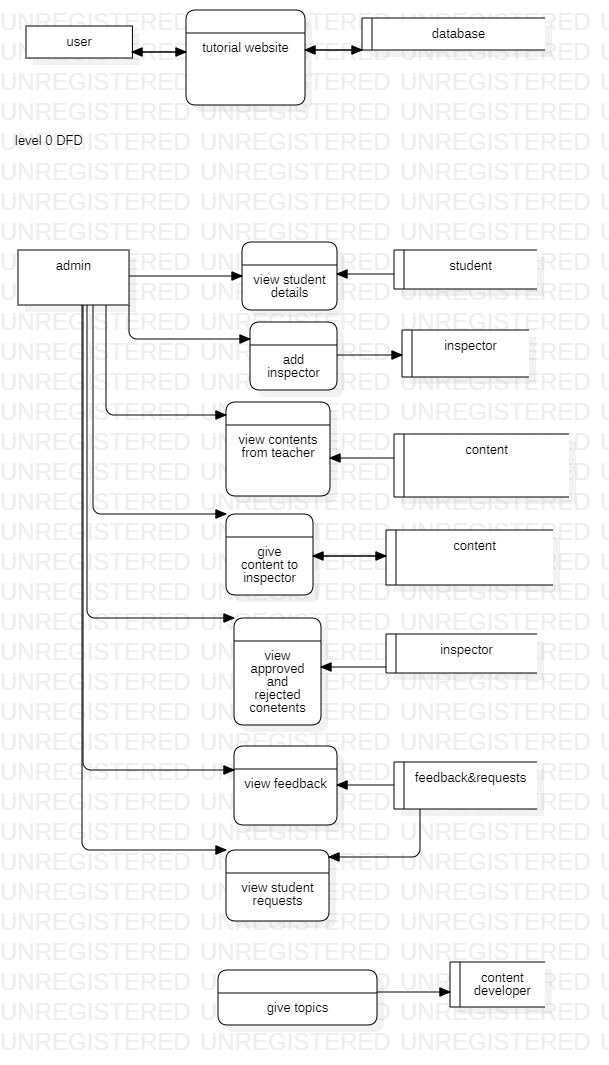 user
tutorial website
database
level 0 DFD
admin
view student
details
student
add
inspector
inspector
view contents
from teacher
content
give
content to
inspector
content
view
approved
and
rejected
conetents
inspector
view feedback
feedback&requests
view student
requests
give topics
content
developer
UNREGISTERED